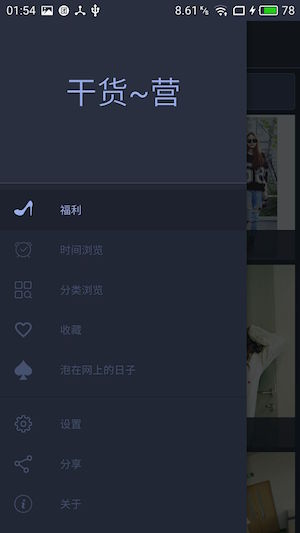 01:54
8.61 K/s
78
干货~营
福利
时间浏览
分类浏览
收藏
泡在网上的日子
设置
分享
关于